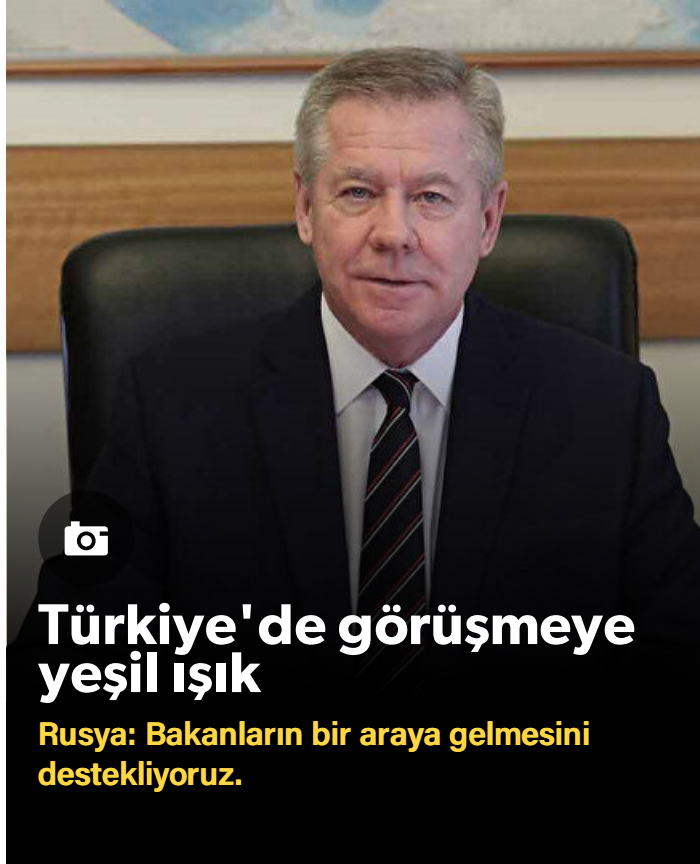 Türkiye'de görüşmeye
yeşil ışık
Rusya: Bakanların bir araya gelmesini
destekliyoruz.